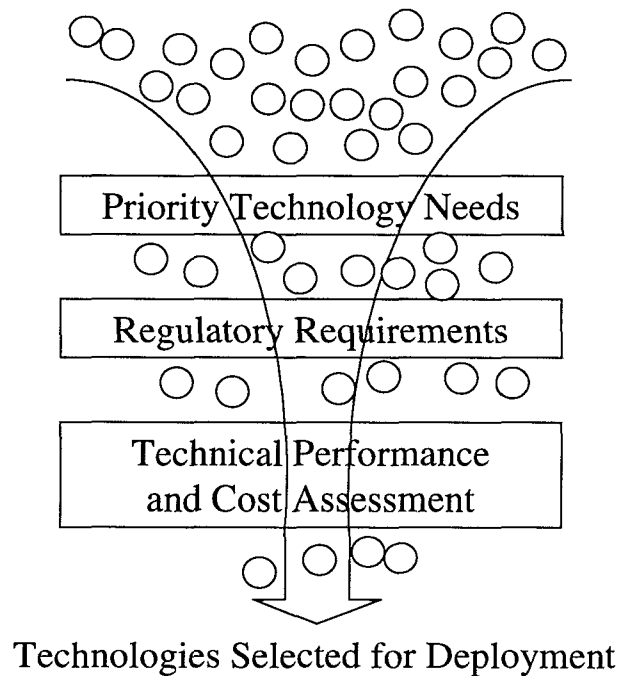 Priority Technology Needs
Regulatory Requirements
Technical Performance
and Cost Assessment
Technologies Selected for Deployment